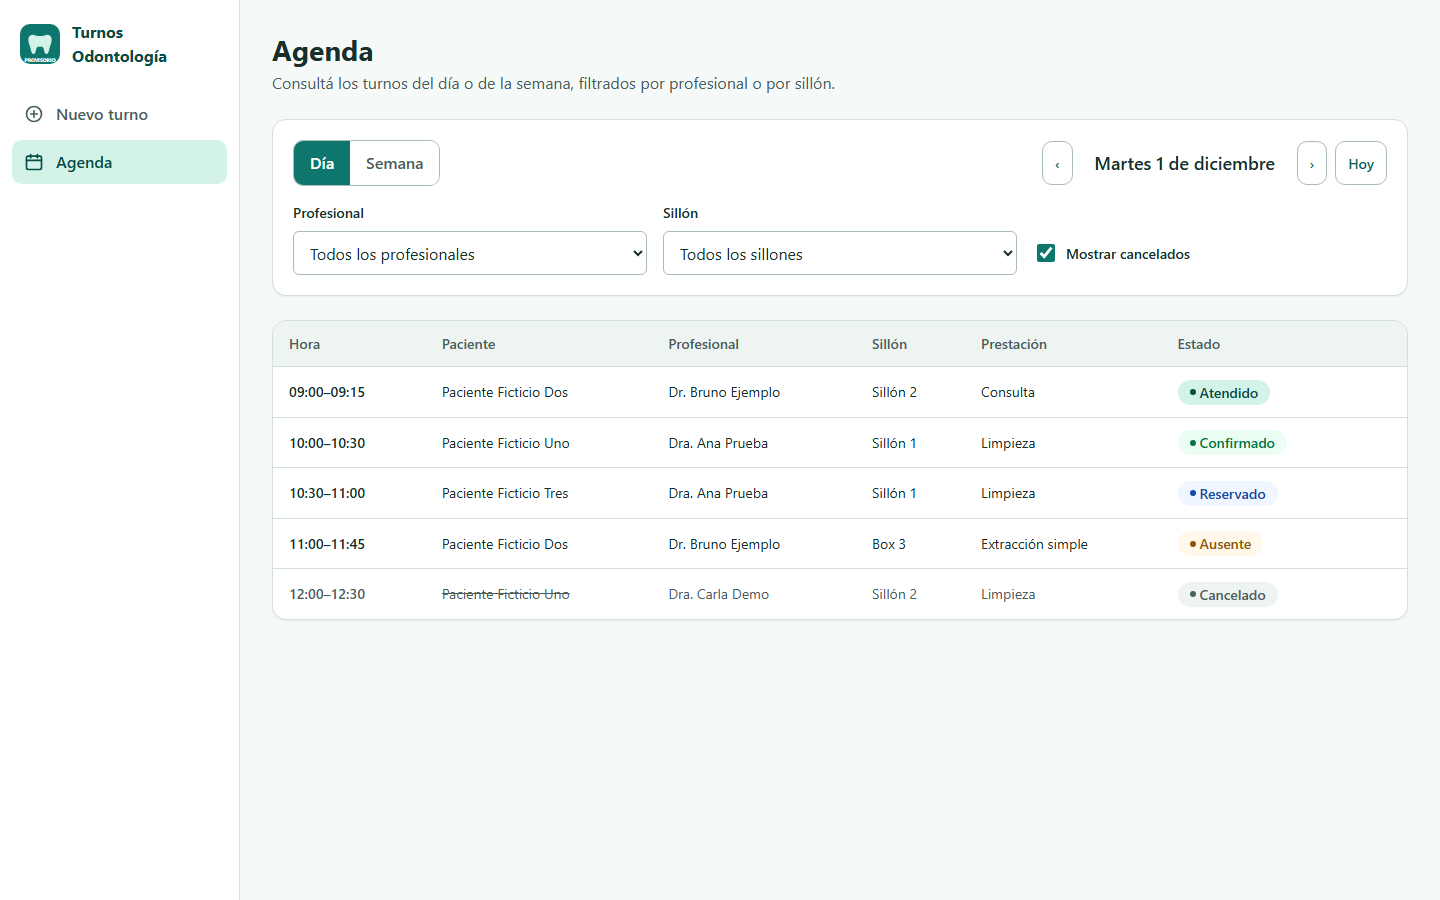 Turnos
Odontología
PROVISORIO
Nuevo turno
Agenda
Agenda
Consultá los turnos del día o de la semana, filtrados por profesional o por sillón.
Día Semana
‹ Martes 1 de diciembre › Hoy
Profesional Sillón
Todos los profesionales Todos los sillones Mostrar cancelados
Hora Paciente Profesional Sillón Prestación Estado
09:00–09:15 Paciente Ficticio Dos Dr. Bruno Ejemplo Sillón 2 Consulta Atendido
10:00–10:30 Paciente Ficticio Uno Dra. Ana Prueba Sillón 1 Limpieza Confirmado
10:30–11:00 Paciente Ficticio Tres Dra. Ana Prueba Sillón 1 Limpieza Reservado
11:00–11:45 Paciente Ficticio Dos Dr. Bruno Ejemplo Box 3 Extracción simple Ausente
12:00–12:30 Paciente Ficticio Uno Dra. Carla Demo Sillón 2 Limpieza Cancelado